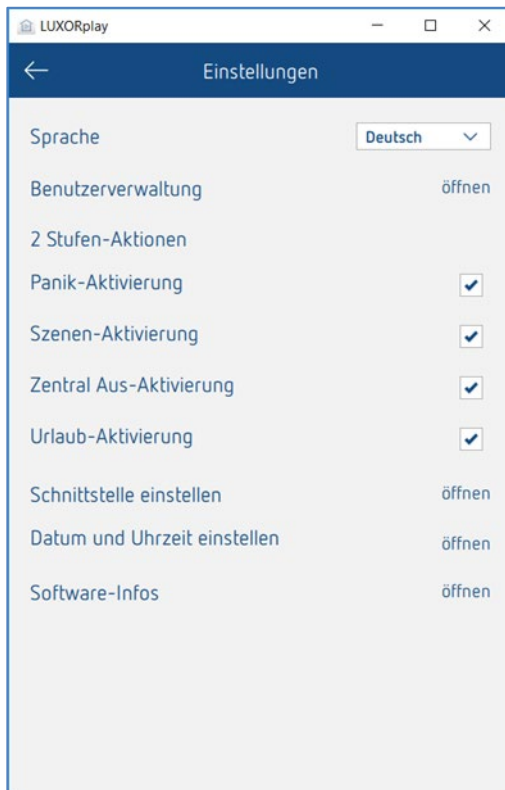 LUXORplay
Einstellungen
Sprache Deutsch
Benutzerverwaltung öffnen
2 Stufen-Aktionen
Panik-Aktivierung
Szenen-Aktivierung
Zentral Aus-Aktivierung
Urlaub-Aktivierung
Schnittstelle einstellen öffnen
Datum und Uhrzeit einstellen öffnen
Software-Infos öffnen